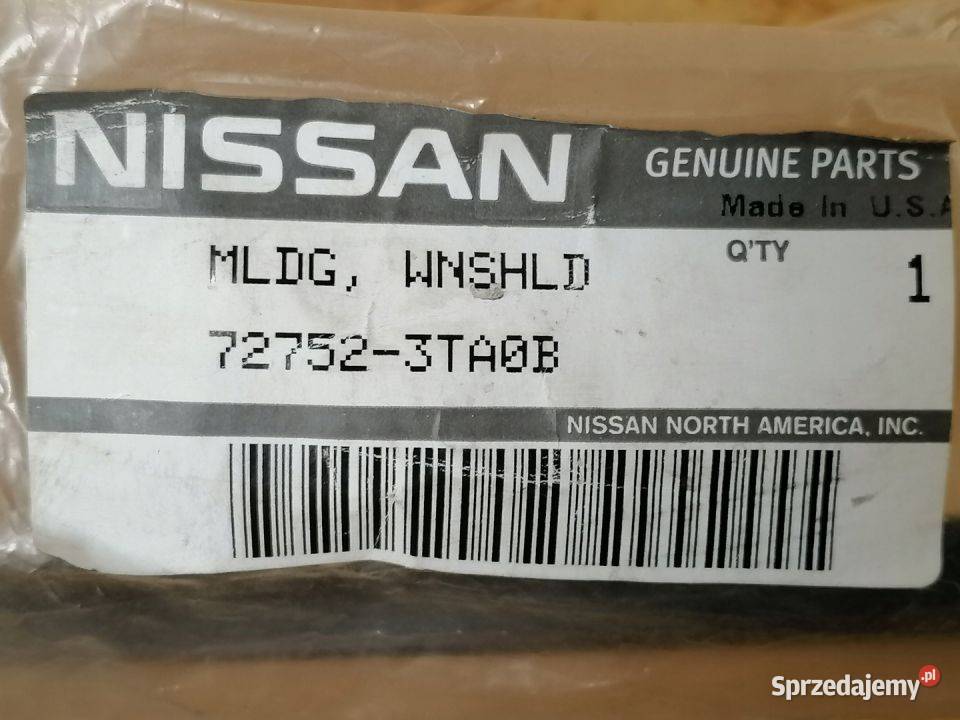 NISSAN GENUINE PARTS
Made In U.S.A
MLDG, WNSHLD Q'TY 1
72752-3TA0B
NISSAN NORTH AMERICA, INC.
Sprzedajemy.pl